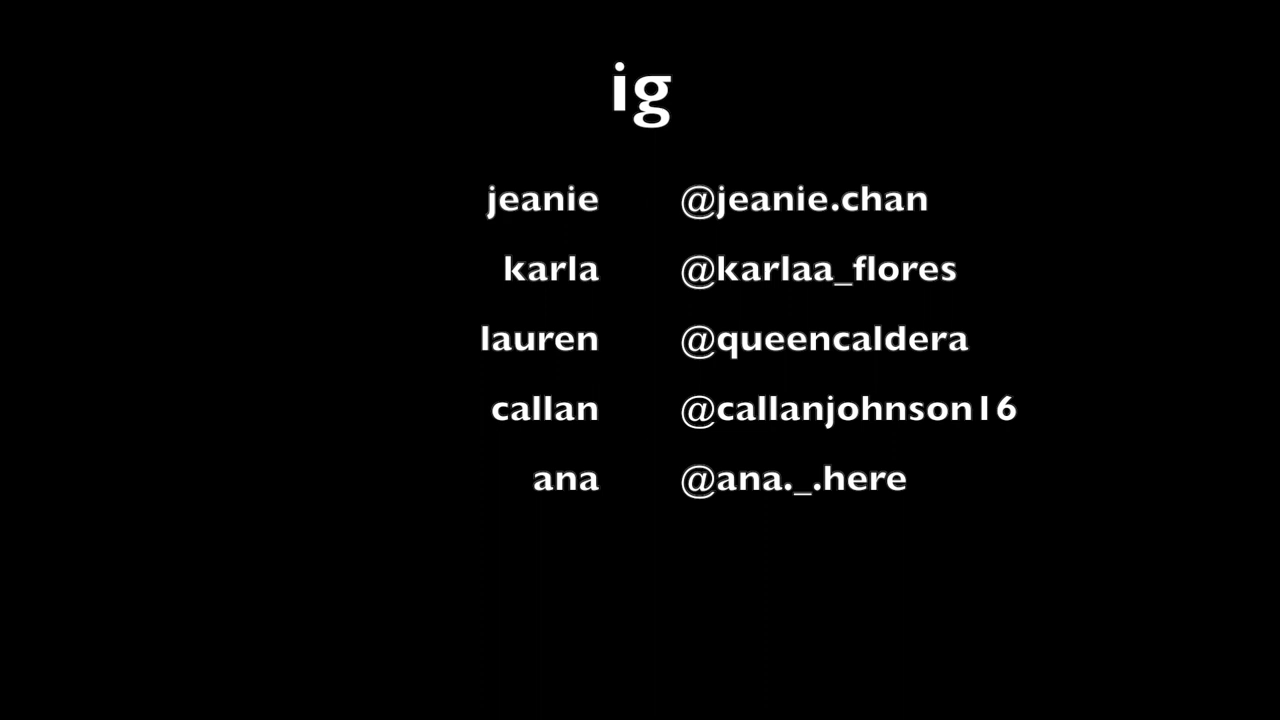 ig
jeanie @jeanie.chan
karla @karlaa_flores
lauren @queencaldera
callan @callanjohnson16
ana @ana._.here